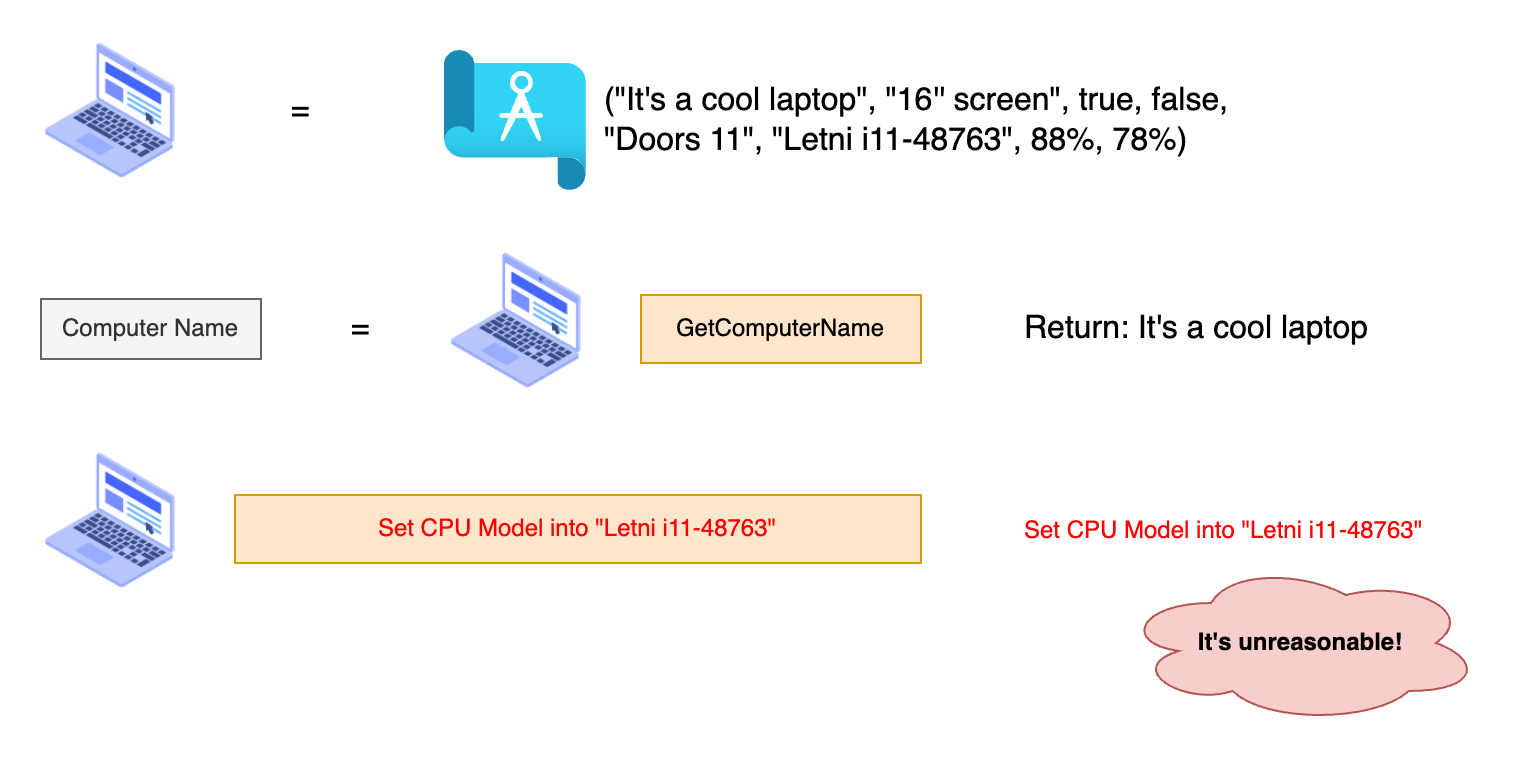 =
("It's a cool laptop", "16" screen", true, false,
"Doors 11", "Letni i11-48763", 88%, 78%)
Computer Name
=
GetComputerName
Return: It's a cool laptop
Set CPU Model into "Letni i11-48763"
Set CPU Model into "Letni i11-48763"
It's unreasonable!